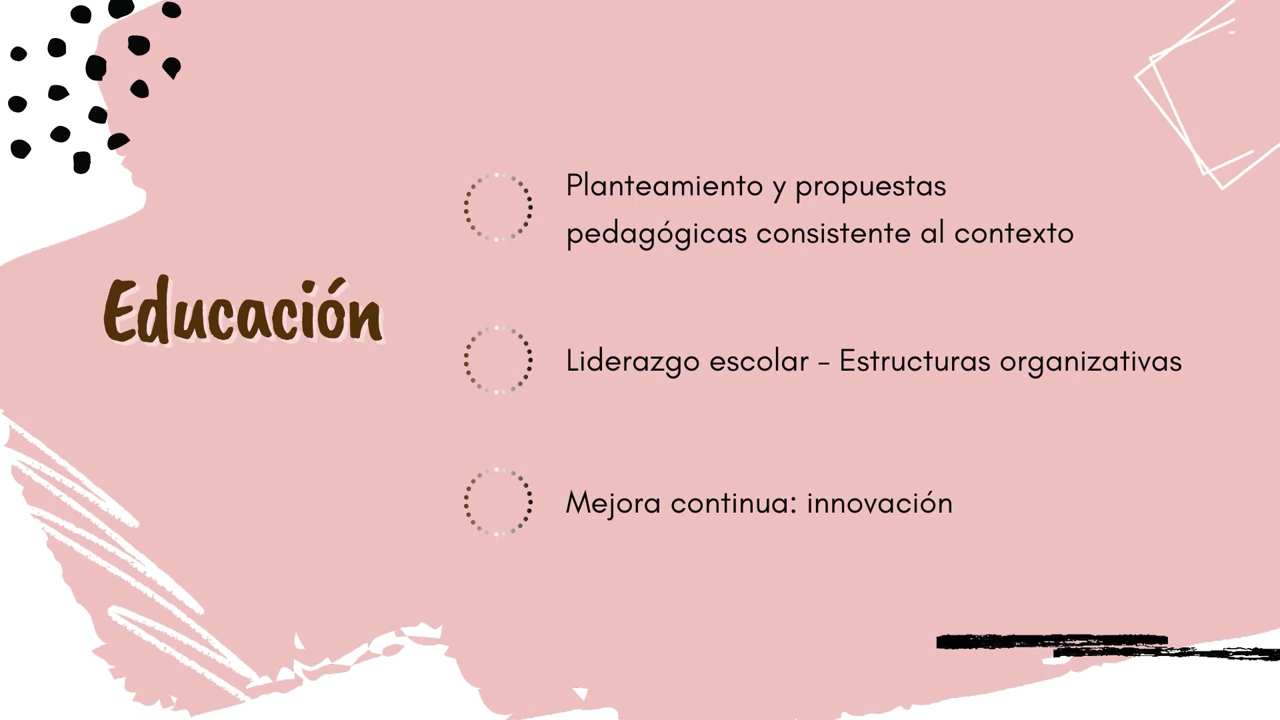 Educación
Planteamiento y propuestas
pedagógicas consistente al contexto
Liderazgo escolar - Estructuras organizativas
Mejora continua: innovación